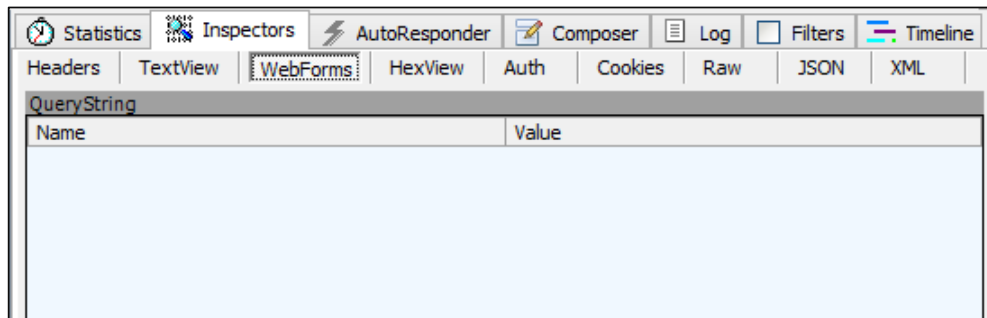 Statistics Inspectors AutoResponder Composer Log Filters Timeline
Headers TextView WebForms HexView Auth Cookies Raw JSON XML
QueryString
Name Value